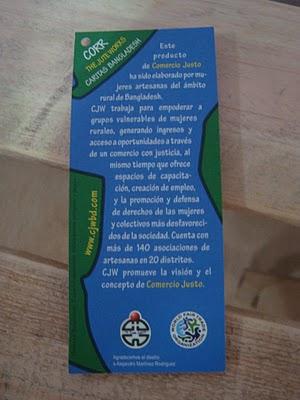 CORR
THE JUTE WORKS
CARITAS BANGLADESH
Este
producto
de Comercio Justo
ha sido elaborado por mu-
jeres artesanas del ámbito
rural de Bangladesh.
CJW trabaja para empoderar a
grupos vulnerables de mujeres
rurales, generando ingresos y
acceso a oportunidades a través
de un comercio con justicia, al
mismo tiempo que ofrece
espacios de capacita-
ción, creación de empleo,
y la promoción y defensa
de derechos de las mujeres
y colectivos más desfavoreci-
dos de la sociedad. Cuenta con
más de 140 asociaciones de
artesanas en 20 distritos.
CJW promueve la visión y el
concepto de Comercio Justo.
www.cjwbd.com
Agradecemos el diseño
a Alejandro Martínez Rodríguez